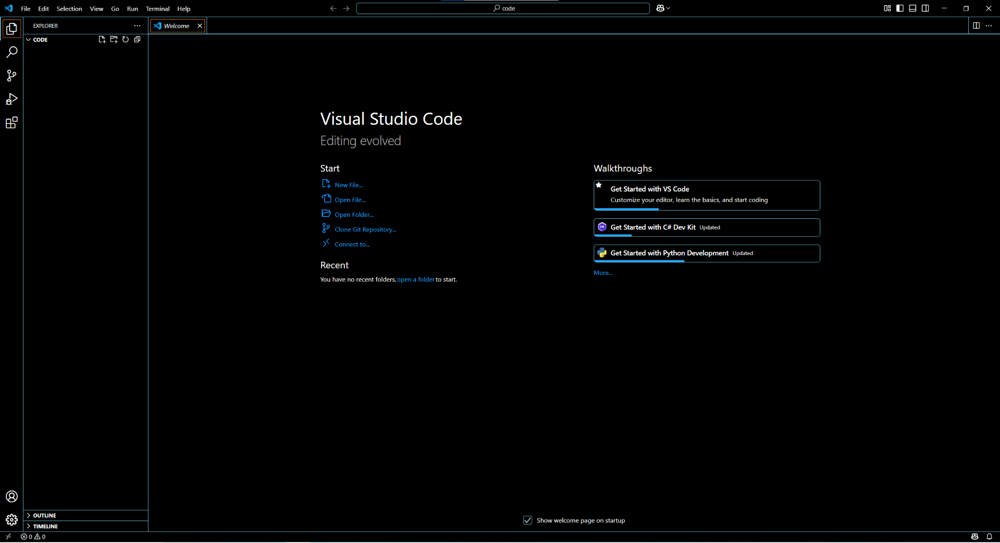 File Edit Selection View Go Run Terminal Help
code
EXPLORER
Welcome
CODE
Visual Studio Code
Editing evolved
Start
New File...
Open File...
Open Folder...
Clone Git Repository...
Connect to...
Recent
You have no recent folders, open a folder to start.
Walkthroughs
Get Started with VS Code
Customize your editor, learn the basics, and start coding
Get Started with C# Dev Kit Updated
Get Started with Python Development Updated
More...
Show welcome page on startup
OUTLINE
TIMELINE
0 0